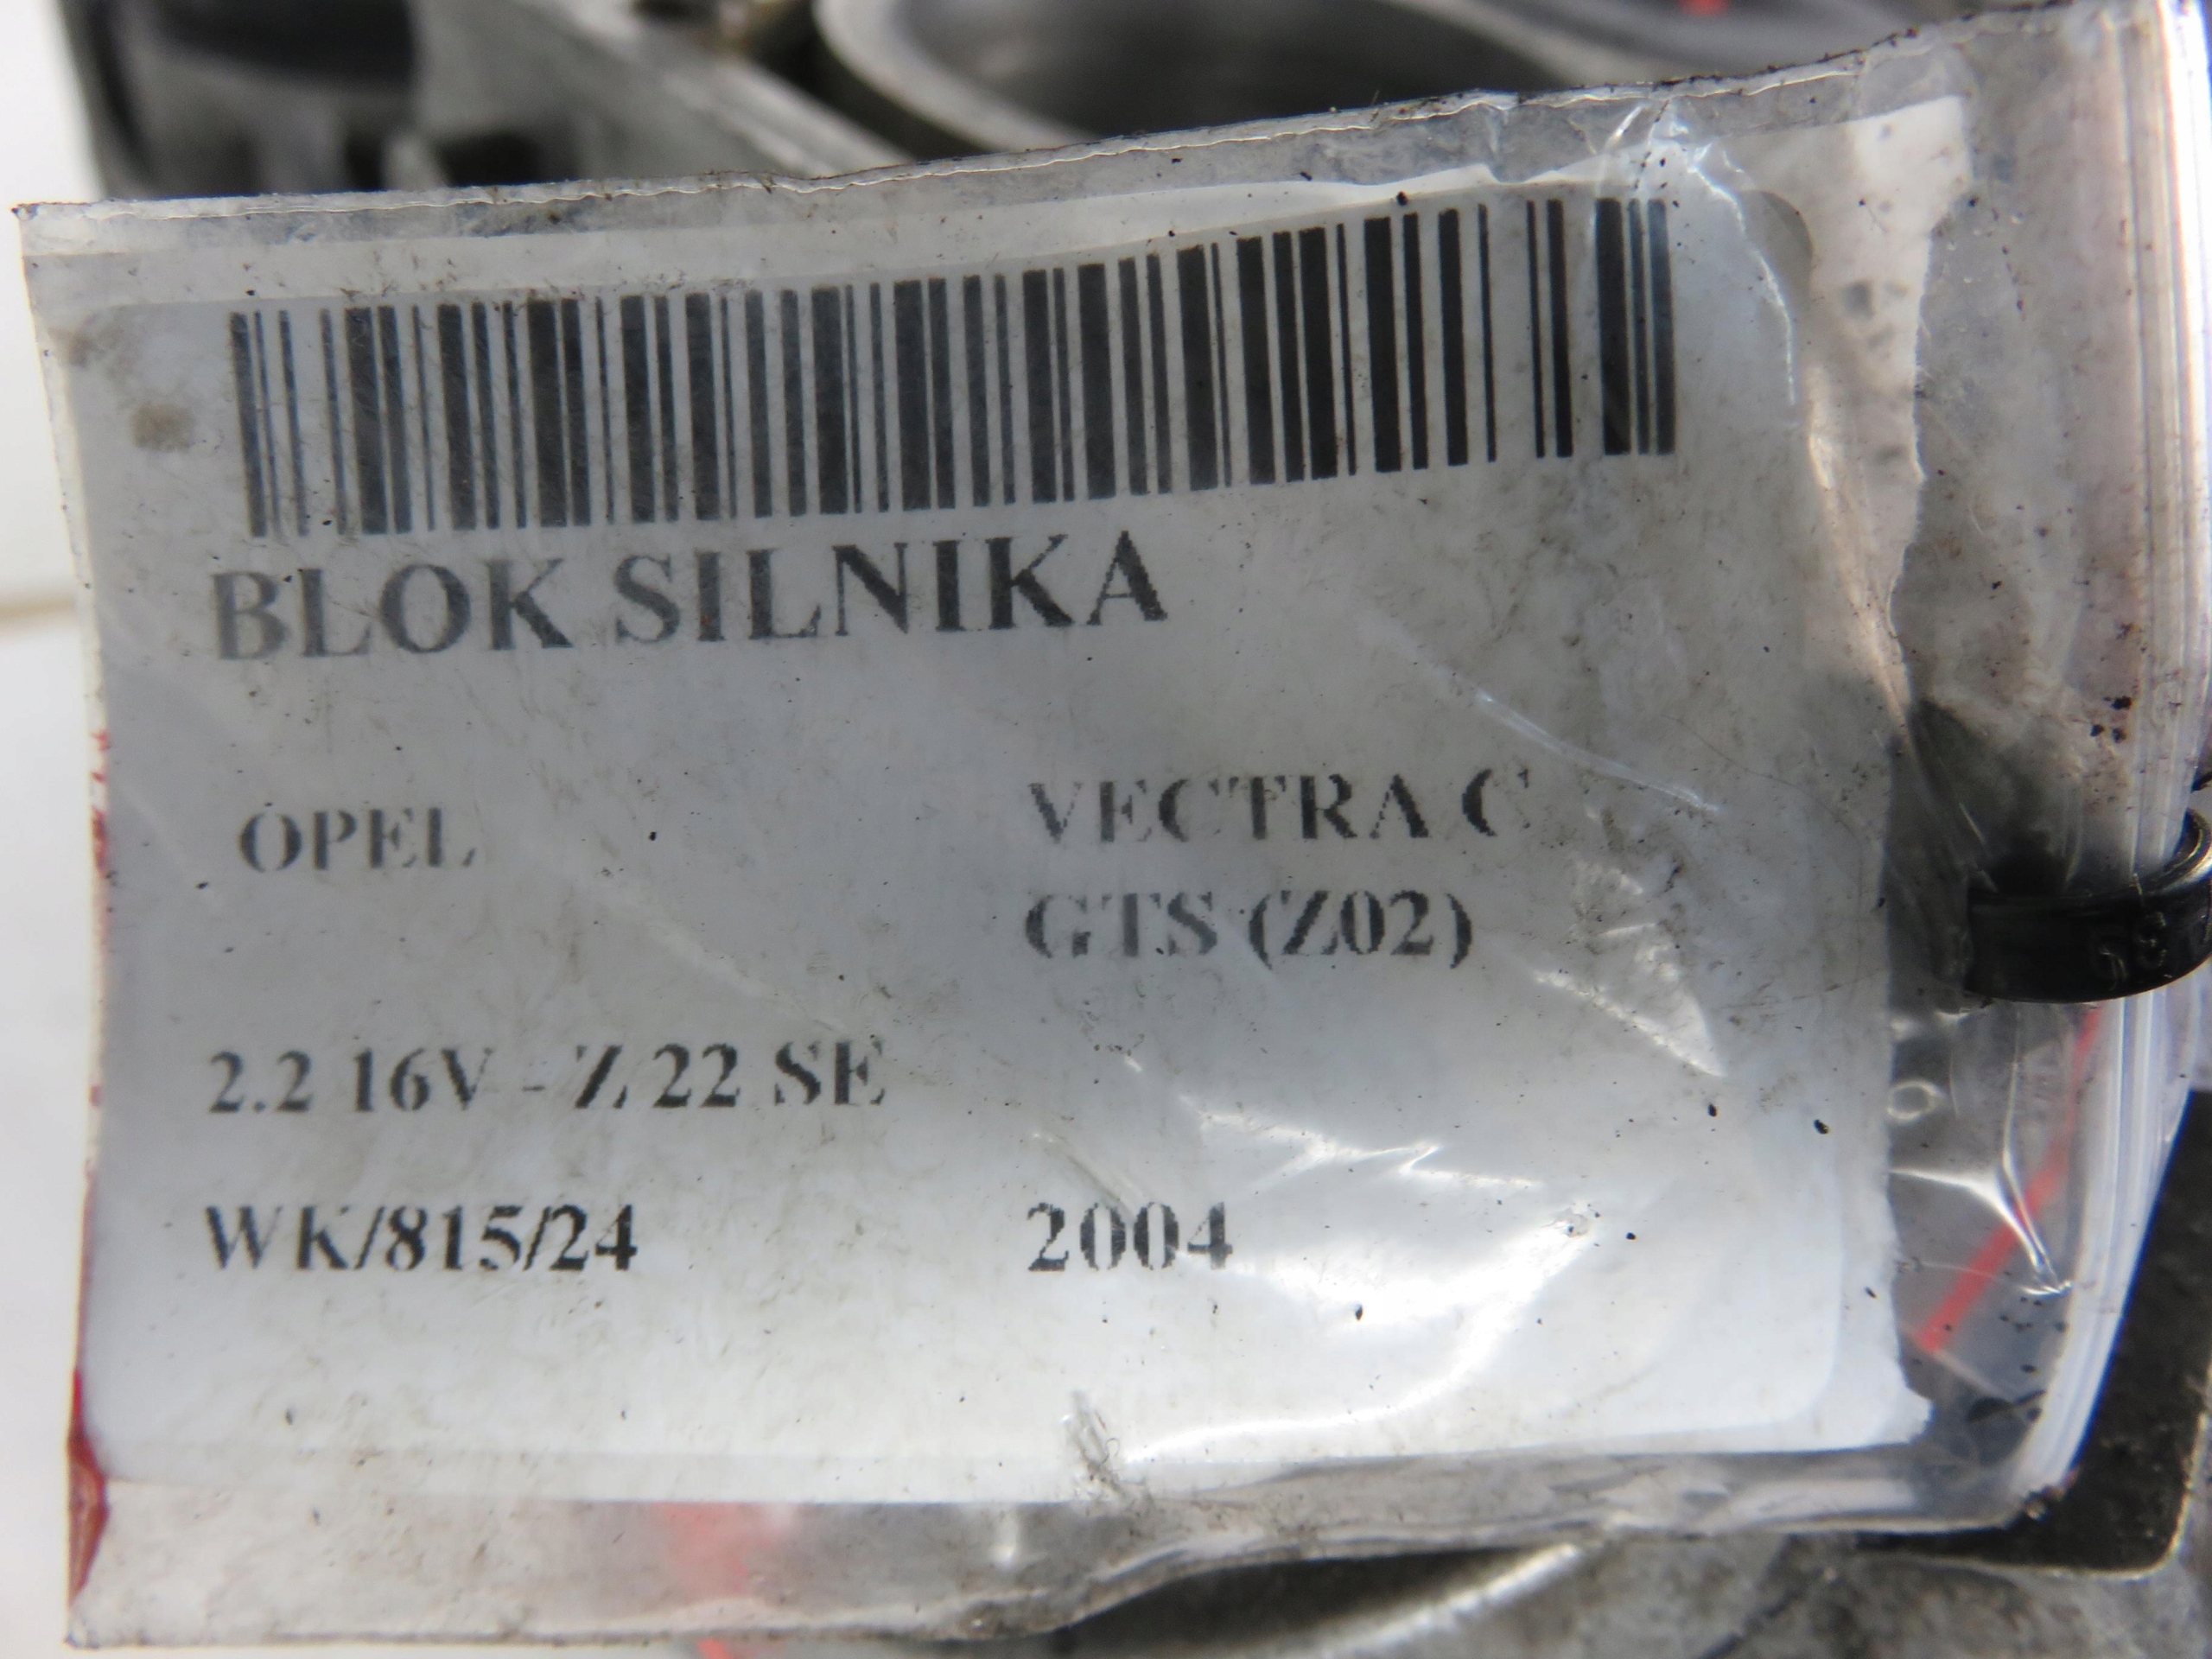 BLOK SILNIKA
OPEL
VECTRA C
GTS (Z02)
2.2 16V - Z 22 SE
WK/815/24
2004